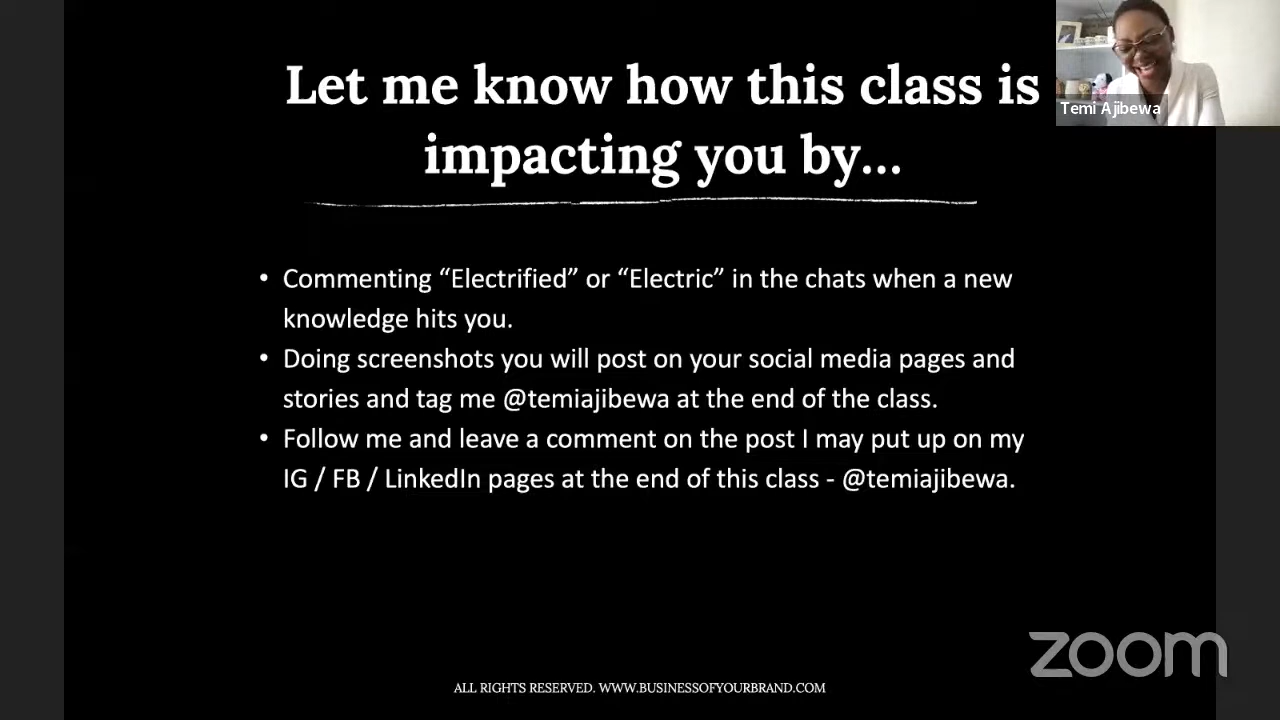 Let me know how this class is
impacting you by...
Temi Ajibewa
• Commenting “Electrified” or “Electric” in the chats when a new
knowledge hits you.
• Doing screenshots you will post on your social media pages and
stories and tag me @temiajibewa at the end of the class.
• Follow me and leave a comment on the post I may put up on my
IG / FB / LinkedIn pages at the end of this class - @temiajibewa.
zoom
ALL RIGHTS RESERVED. WWW.BUSINESSOFYOURBRAND.COM